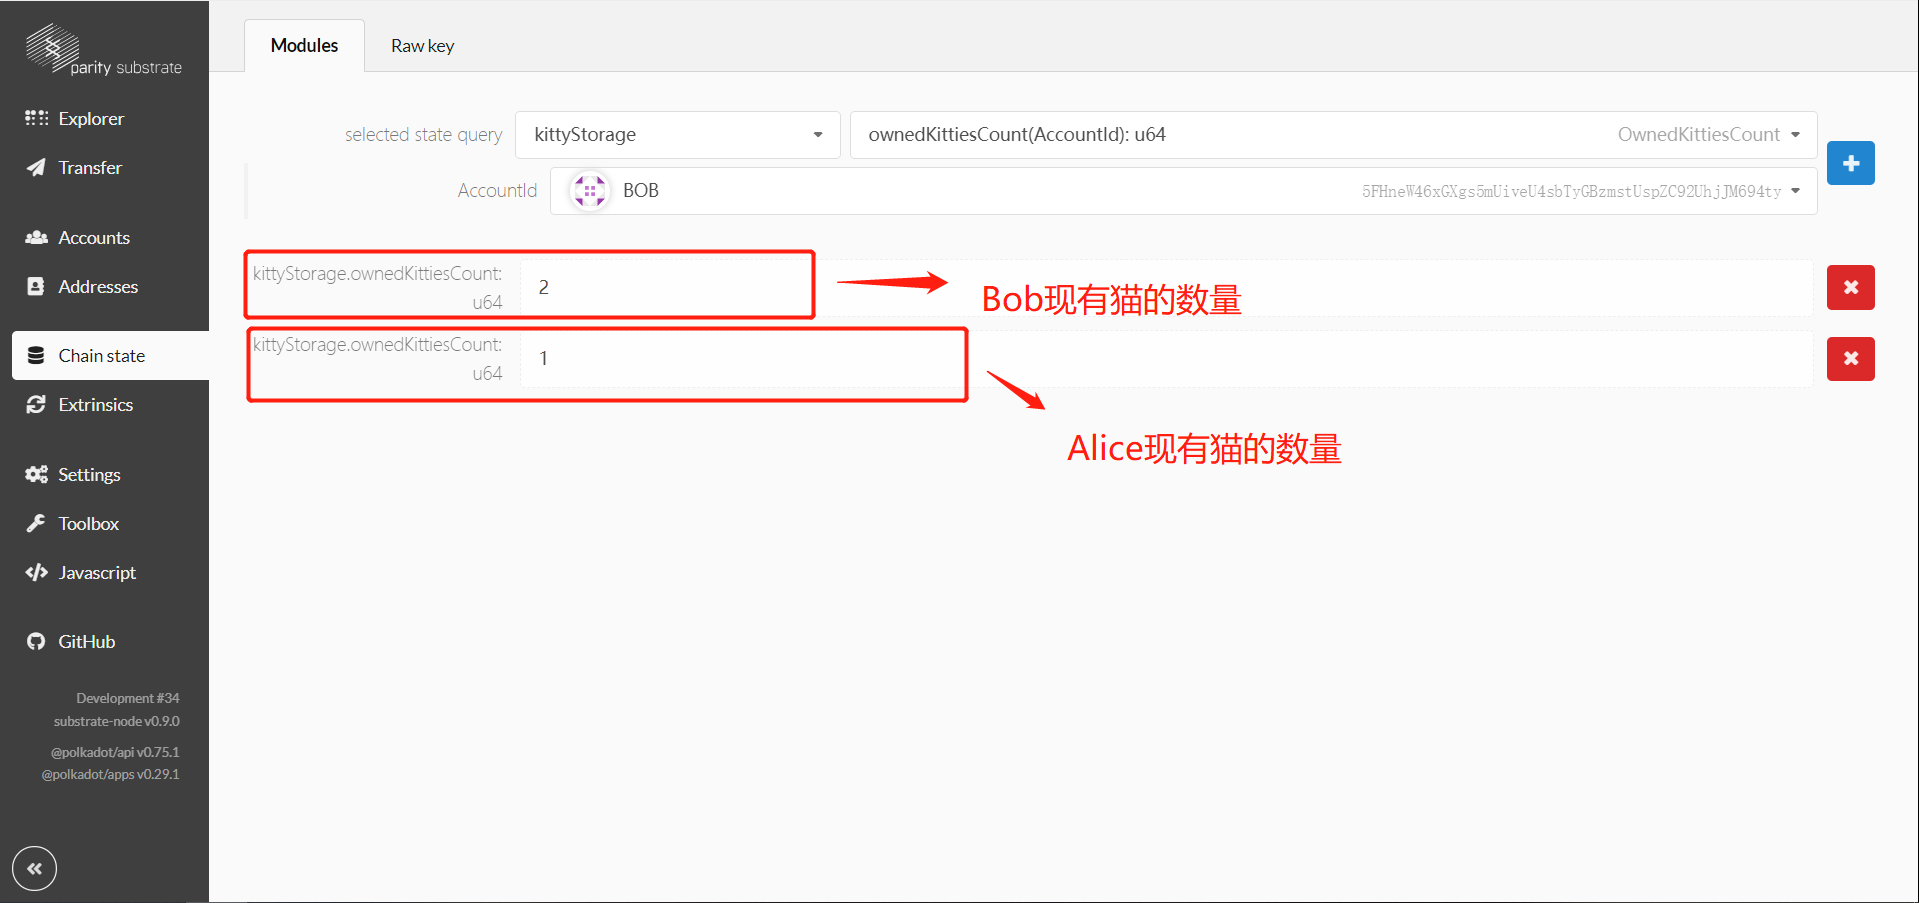 parity substrate
Modules
Raw key
Explorer
Transfer
Accounts
Addresses
Chain state
Extrinsics
Settings
Toolbox
Javascript
GitHub
Development #34
substrate-node v0.9.0
@polkadot/api v0.75.1
@polkadot/apps v0.29.1
selected state query
kittyStorage
ownedKittiesCount(AccountId): u64
OwnedKittiesCount
AccountId
BOB
5FHneW46xGXgs5mUiveU4sbTyGBzmstUspZC92UhjJM694ty
kittyStorage.ownedKittiesCount:
u64
2
Bob现有猫的数量
kittyStorage.ownedKittiesCount:
u64
1
Alice现有猫的数量